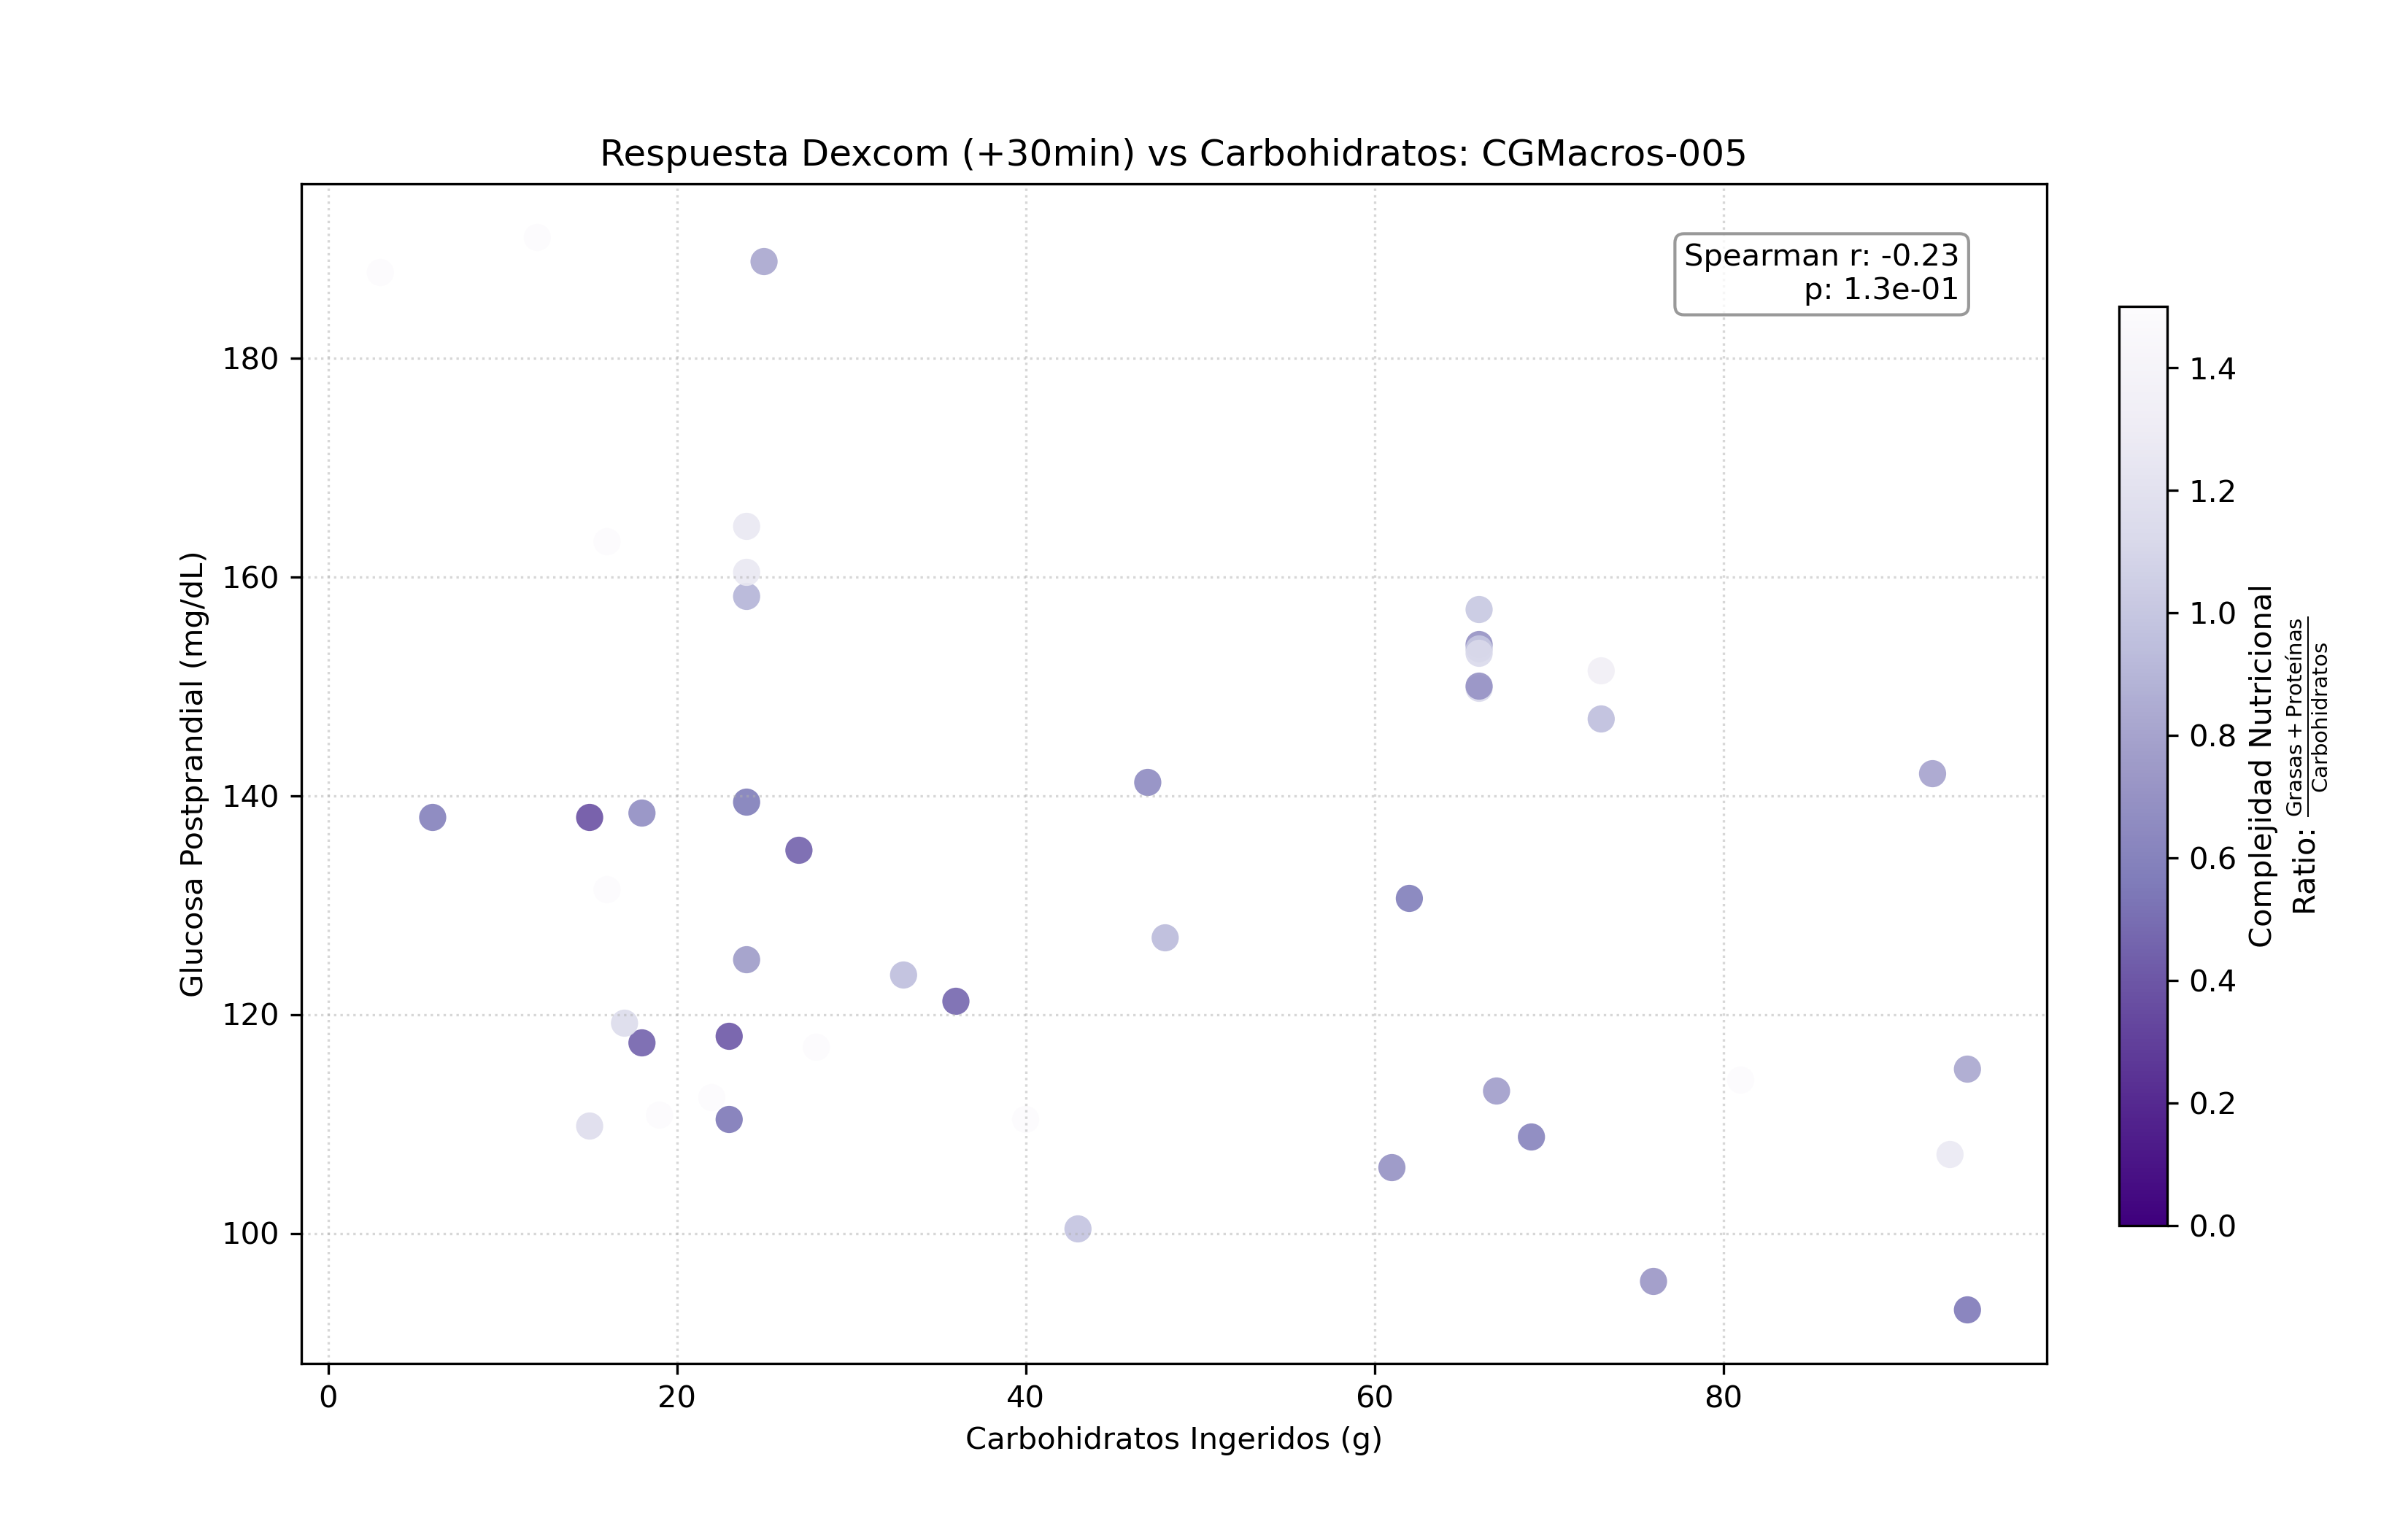 Respuesta Dexcom (+30min) vs Carbohidratos: CGMacros-005
Spearman r: -0.23
p: 1.3e-01
Glucosa Postprandial (mg/dL)
180
160
140
120
100
0
20
40
60
80
Carbohidratos Ingeridos (g)
1.4
1.2
1.0
0.8
0.6
0.4
0.2
0.0
Complejidad Nutricional
Ratio: Grasas + Proteínas
Carbohidratos